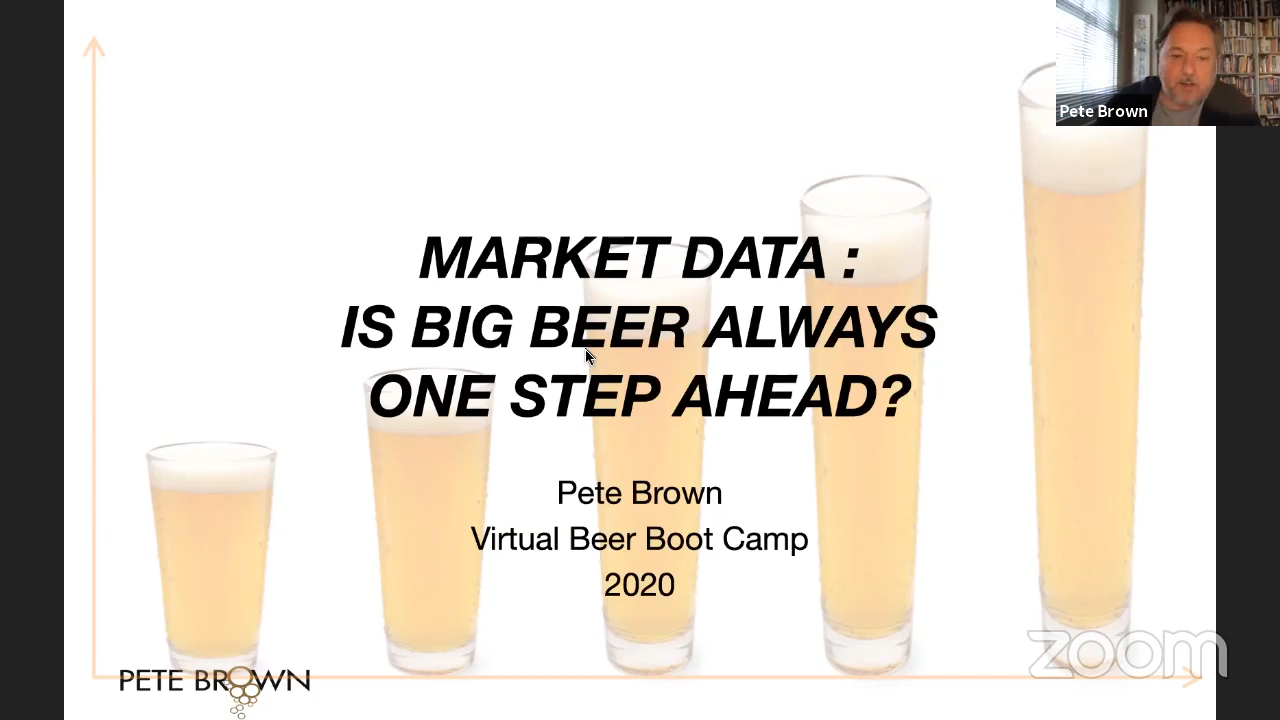 Pete Brown
MARKET DATA :
IS BIG BEER ALWAYS
ONE STEP AHEAD?
Pete Brown
Virtual Beer Boot Camp
2020
PETE BROWN
zoom